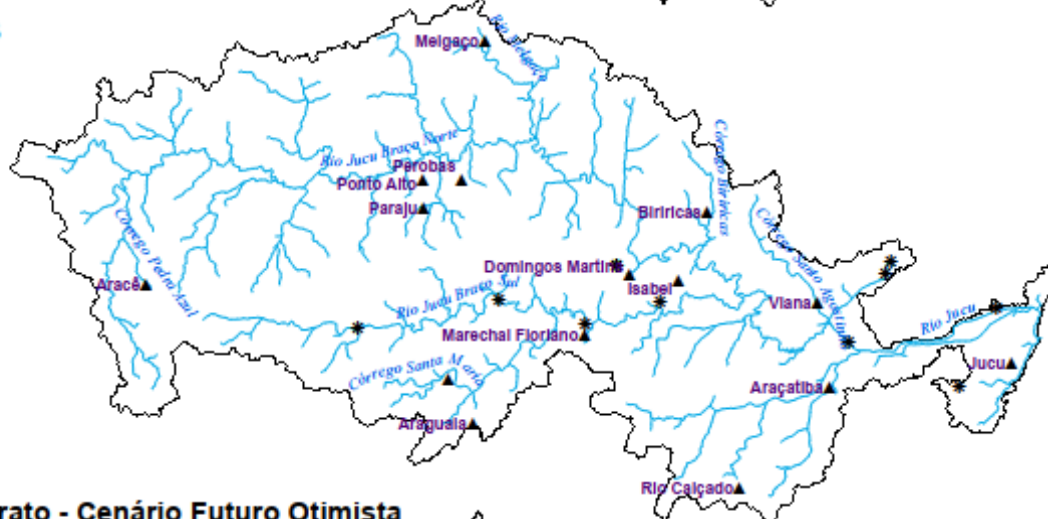 Melgaço
Rio Melgaço
Córrego Biriricas
Rio Jucu Braço Norte
Perobas
Ponto Alto
Paraju
Biriricas
Córrego Santo Agostinho
Córrego Pedra Azul
Domingos Martins
Aracê
Isabel
Rio Jucu Braço Sul
Viana
Rio Jucu
Marechal Floriano
Jucu
Córrego Santa Maria
Araçatiba
Araguaia
Rio Calçado
rato - Cenário Futuro Otimista